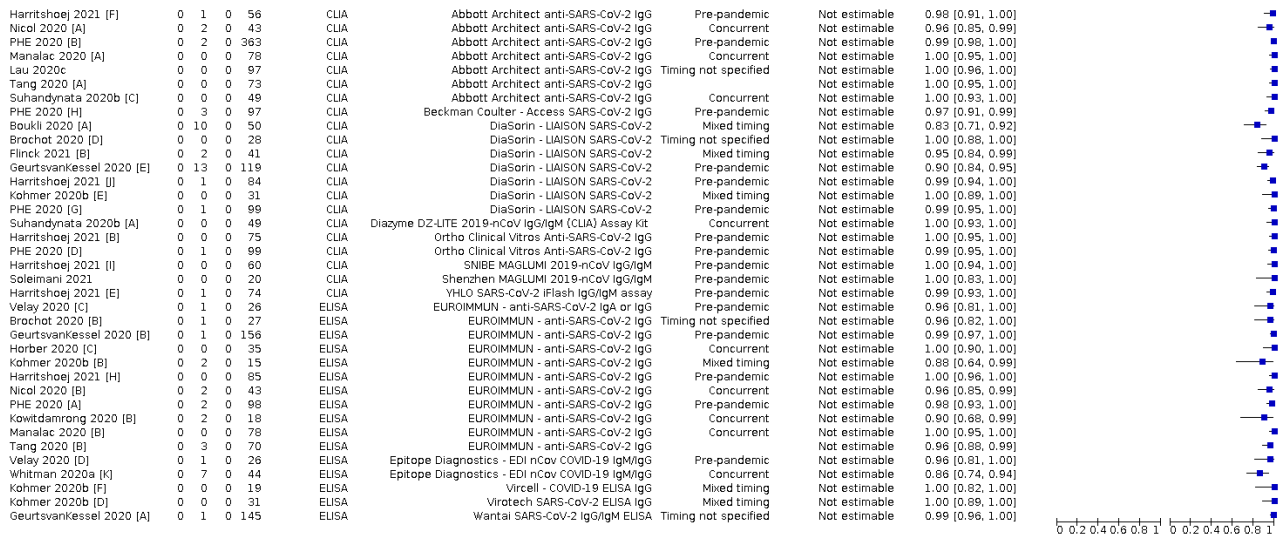 Harritshoej 2021 [F] 0 1 0 56 CLIA Abbott Architect anti-SARS-CoV-2 IgG Pre-pandemic Not estimable 0.98 [0.91, 1.00]
Nicol 2020 [A] 0 2 0 43 CLIA Abbott Architect anti-SARS-CoV-2 IgG Concurrent Not estimable 0.96 [0.85, 0.99]
PHE 2020 [B] 0 2 0 363 CLIA Abbott Architect anti-SARS-CoV-2 IgG Pre-pandemic Not estimable 0.99 [0.98, 1.00]
Manalac 2020 [A] 0 0 0 78 CLIA Abbott Architect anti-SARS-CoV-2 IgG Concurrent Not estimable 1.00 [0.95, 1.00]
Lau 2020c 0 0 0 97 CLIA Abbott Architect anti-SARS-CoV-2 IgG Timing not specified Not estimable 1.00 [0.96, 1.00]
Tang 2020 [A] 0 0 0 73 CLIA Abbott Architect anti-SARS-CoV-2 IgG Not estimable 1.00 [0.95, 1.00]
Suhandynata 2020b [C] 0 0 0 49 CLIA Abbott Architect anti-SARS-CoV-2 IgG Concurrent Not estimable 1.00 [0.93, 1.00]
PHE 2020 [H] 0 3 0 97 CLIA Beckman Coulter - Access SARS-CoV-2 IgG Pre-pandemic Not estimable 0.97 [0.91, 0.99]
Boukli 2020 [A] 0 10 0 50 CLIA DiaSorin - LIAISON SARS-CoV-2 Mixed timing Not estimable 0.83 [0.71, 0.92]
Brochot 2020 [D] 0 0 0 28 CLIA DiaSorin - LIAISON SARS-CoV-2 Timing not specified Not estimable 1.00 [0.88, 1.00]
Flinck 2021 [B] 0 2 0 41 CLIA DiaSorin - LIAISON SARS-CoV-2 Mixed timing Not estimable 0.95 [0.84, 0.99]
GeurtsvanKessel 2020 [E] 0 13 0 119 CLIA DiaSorin - LIAISON SARS-CoV-2 Pre-pandemic Not estimable 0.90 [0.84, 0.95]
Harritshoej 2021 [J] 0 1 0 84 CLIA DiaSorin - LIAISON SARS-CoV-2 Pre-pandemic Not estimable 0.99 [0.94, 1.00]
Kohmer 2020b [E] 0 0 0 31 CLIA DiaSorin - LIAISON SARS-CoV-2 Mixed timing Not estimable 1.00 [0.89, 1.00]
PHE 2020 [G] 0 1 0 99 CLIA DiaSorin - LIAISON SARS-CoV-2 Pre-pandemic Not estimable 0.99 [0.95, 1.00]
Suhandynata 2020b [A] 0 0 0 49 CLIA Diazyme DZ-LITE 2019-nCoV IgG/IgM (CLIA) Assay Kit Concurrent Not estimable 1.00 [0.93, 1.00]
Harritshoej 2021 [B] 0 0 0 75 CLIA Ortho Clinical Vitros Anti-SARS-CoV-2 IgG Pre-pandemic Not estimable 1.00 [0.95, 1.00]
PHE 2020 [D] 0 1 0 99 CLIA Ortho Clinical Vitros Anti-SARS-CoV-2 IgG Pre-pandemic Not estimable 0.99 [0.95, 1.00]
Harritshoej 2021 [I] 0 0 0 60 CLIA SNIBE MAGLUMI 2019-nCoV IgG/IgM Pre-pandemic Not estimable 1.00 [0.94, 1.00]
Soleimani 2021 0 0 0 20 CLIA Shenzhen MAGLUMI 2019-nCoV IgG/IgM Pre-pandemic Not estimable 1.00 [0.83, 1.00]
Harritshoej 2021 [E] 0 1 0 74 CLIA YHLO SARS-CoV-2 iFlash IgG/IgM assay Pre-pandemic Not estimable 0.99 [0.93, 1.00]
Velay 2020 [C] 0 1 0 26 ELISA EUROIMMUN - anti-SARS-CoV-2 IgA or IgG Pre-pandemic Not estimable 0.96 [0.81, 1.00]
Brochot 2020 [B] 0 1 0 27 ELISA EUROIMMUN - anti-SARS-CoV-2 IgG Timing not specified Not estimable 0.96 [0.82, 1.00]
GeurtsvanKessel 2020 [B] 0 1 0 156 ELISA EUROIMMUN - anti-SARS-CoV-2 IgG Pre-pandemic Not estimable 0.99 [0.97, 1.00]
Horber 2020 [C] 0 0 0 35 ELISA EUROIMMUN - anti-SARS-CoV-2 IgG Concurrent Not estimable 1.00 [0.90, 1.00]
Kohmer 2020b [B] 0 2 0 15 ELISA EUROIMMUN - anti-SARS-CoV-2 IgG Mixed timing Not estimable 0.88 [0.64, 0.99]
Harritshoej 2021 [H] 0 0 0 85 ELISA EUROIMMUN - anti-SARS-CoV-2 IgG Pre-pandemic Not estimable 1.00 [0.96, 1.00]
Nicol 2020 [B] 0 2 0 43 ELISA EUROIMMUN - anti-SARS-CoV-2 IgG Concurrent Not estimable 0.96 [0.85, 0.99]
PHE 2020 [A] 0 2 0 98 ELISA EUROIMMUN - anti-SARS-CoV-2 IgG Pre-pandemic Not estimable 0.98 [0.93, 1.00]
Kowitdamrong 2020 [B] 0 2 0 18 ELISA EUROIMMUN - anti-SARS-CoV-2 IgG Concurrent Not estimable 0.90 [0.68, 0.99]
Manalac 2020 [B] 0 0 0 78 ELISA EUROIMMUN - anti-SARS-CoV-2 IgG Concurrent Not estimable 1.00 [0.95, 1.00]
Tang 2020 [B] 0 3 0 70 ELISA EUROIMMUN - anti-SARS-CoV-2 IgG Not estimable 0.96 [0.88, 0.99]
Velay 2020 [D] 0 1 0 26 ELISA Epitope Diagnostics - EDI nCov COVID-19 IgM/IgG Pre-pandemic Not estimable 0.96 [0.81, 1.00]
Whitman 2020a [K] 0 7 0 44 ELISA Epitope Diagnostics - EDI nCov COVID-19 IgM/IgG Concurrent Not estimable 0.86 [0.74, 0.94]
Kohmer 2020b [F] 0 0 0 19 ELISA Vircell - COVID-19 ELISA IgG Mixed timing Not estimable 1.00 [0.82, 1.00]
Kohmer 2020b [D] 0 0 0 31 ELISA Virotech SARS-CoV-2 ELISA IgG Mixed timing Not estimable 1.00 [0.89, 1.00]
GeurtsvanKessel 2020 [A] 0 1 0 145 ELISA Wantai SARS-CoV-2 IgG/IgM ELISA Timing not specified Not estimable 0.99 [0.96, 1.00]
0 0.2 0.4 0.6 0.8 1 0 0.2 0.4 0.6 0.8 1